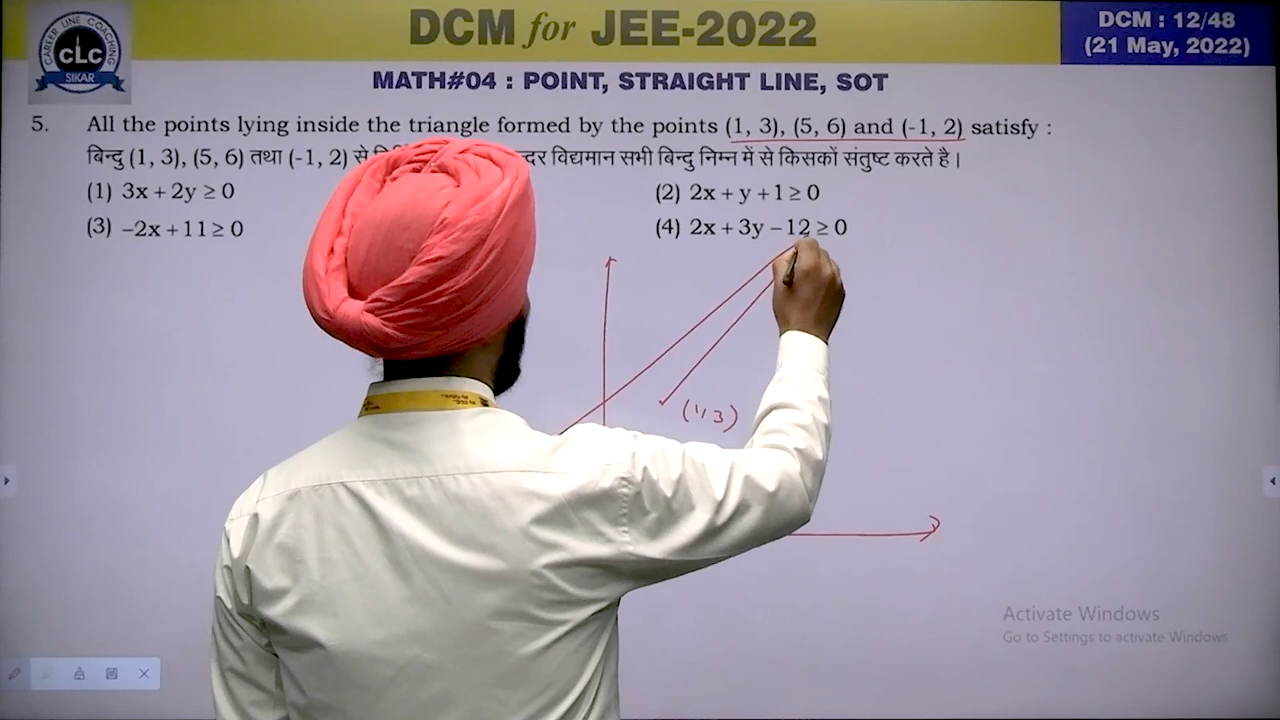 CAREER LINE COACHING
CLC
SIKAR
DCM for JEE-2022
DCM : 12/48
(21 May, 2022)
MATH#04 : POINT, STRAIGHT LINE, SOT
5. All the points lying inside the triangle formed by the points (1, 3), (5, 6) and (-1, 2) satisfy :
बिन्दु (1, 3), (5, 6) तथा (-1, 2) से विद्यमान सभी बिन्दु निम्न में से किसकों संतुष्ट करते है।
(1) 3x + 2y ≥ 0
(2) 2x + y + 1 ≥ 0
(3) −2x + 11 ≥ 0
(4) 2x + 3y − 12 ≥ 0
(1,3)
Activate Windows
Go to Settings to activate Windows